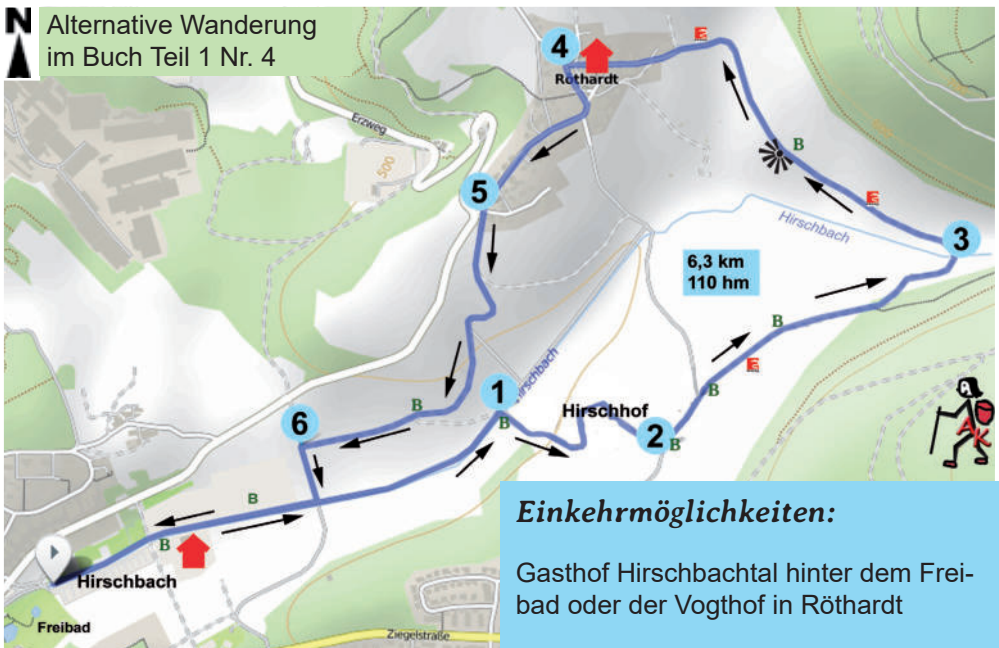 N
Alternative Wanderung
im Buch Teil 1 Nr. 4
4
E
Röthardt
Erzweg
500
B
5
E
Hirschbach
3
6,3 km
110 hm
B
Hirschbach
E
1
B
B
6
B
Hirschhof
2
B
AK
B
B
Hirschbach
Freibad
Ziegelstraße
Einkehrmöglichkeiten:
Gasthof Hirschbachtal hinter dem Frei-
bad oder der Vogthof in Röthardt